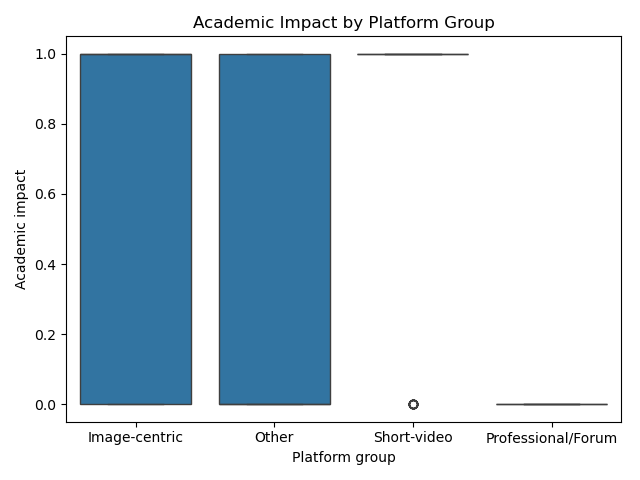 Academic Impact by Platform Group
Academic impact
1.0
0.8
0.6
0.4
0.2
0.0
Image-centric Other Short-video Professional/Forum
Platform group